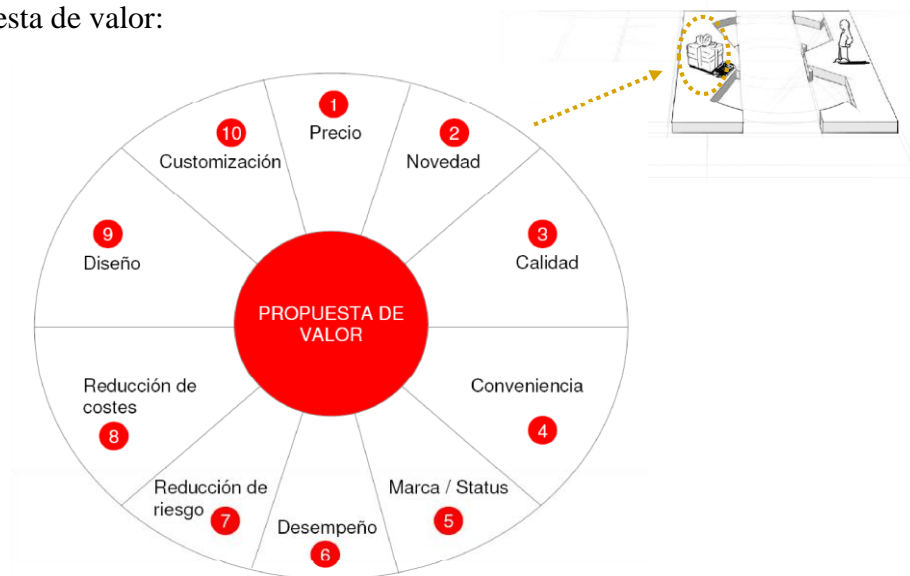 esta de valor:
1
Precio
2
Novedad
3
Calidad
Conveniencia
4
Marca / Status
5
Desempeño
6
Reducción de
riesgo
7
Reducción de
costes
8
9
Diseño
10
Customización
PROPUESTA DE
VALOR